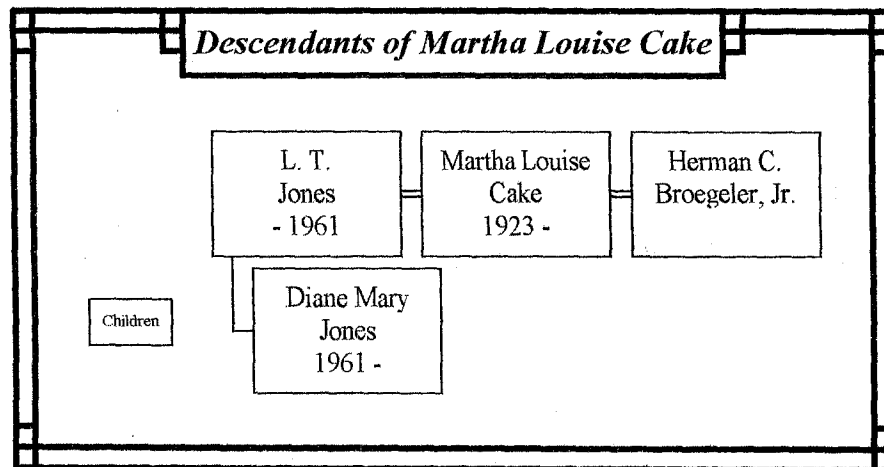 Descendants of Martha Louise Cake
L. T.
Jones
- 1961
Martha Louise
Cake
1923 -
Herman C.
Broegeler, Jr.
Children
Diane Mary
Jones
1961 -